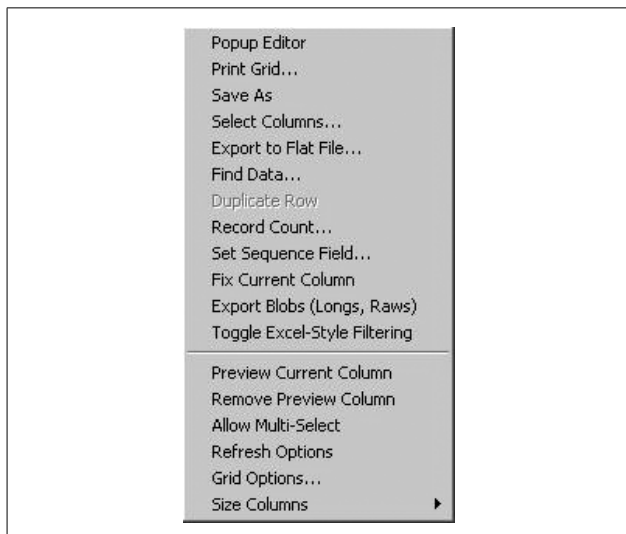 Popup Editor
Print Grid...
Save As
Select Columns...
Export to Flat File...
Find Data...
Duplicate Row
Record Count...
Set Sequence Field...
Fix Current Column
Export Blobs (Longs, Raws)
Toggle Excel-Style Filtering
Preview Current Column
Remove Preview Column
Allow Multi-Select
Refresh Options
Grid Options...
Size Columns